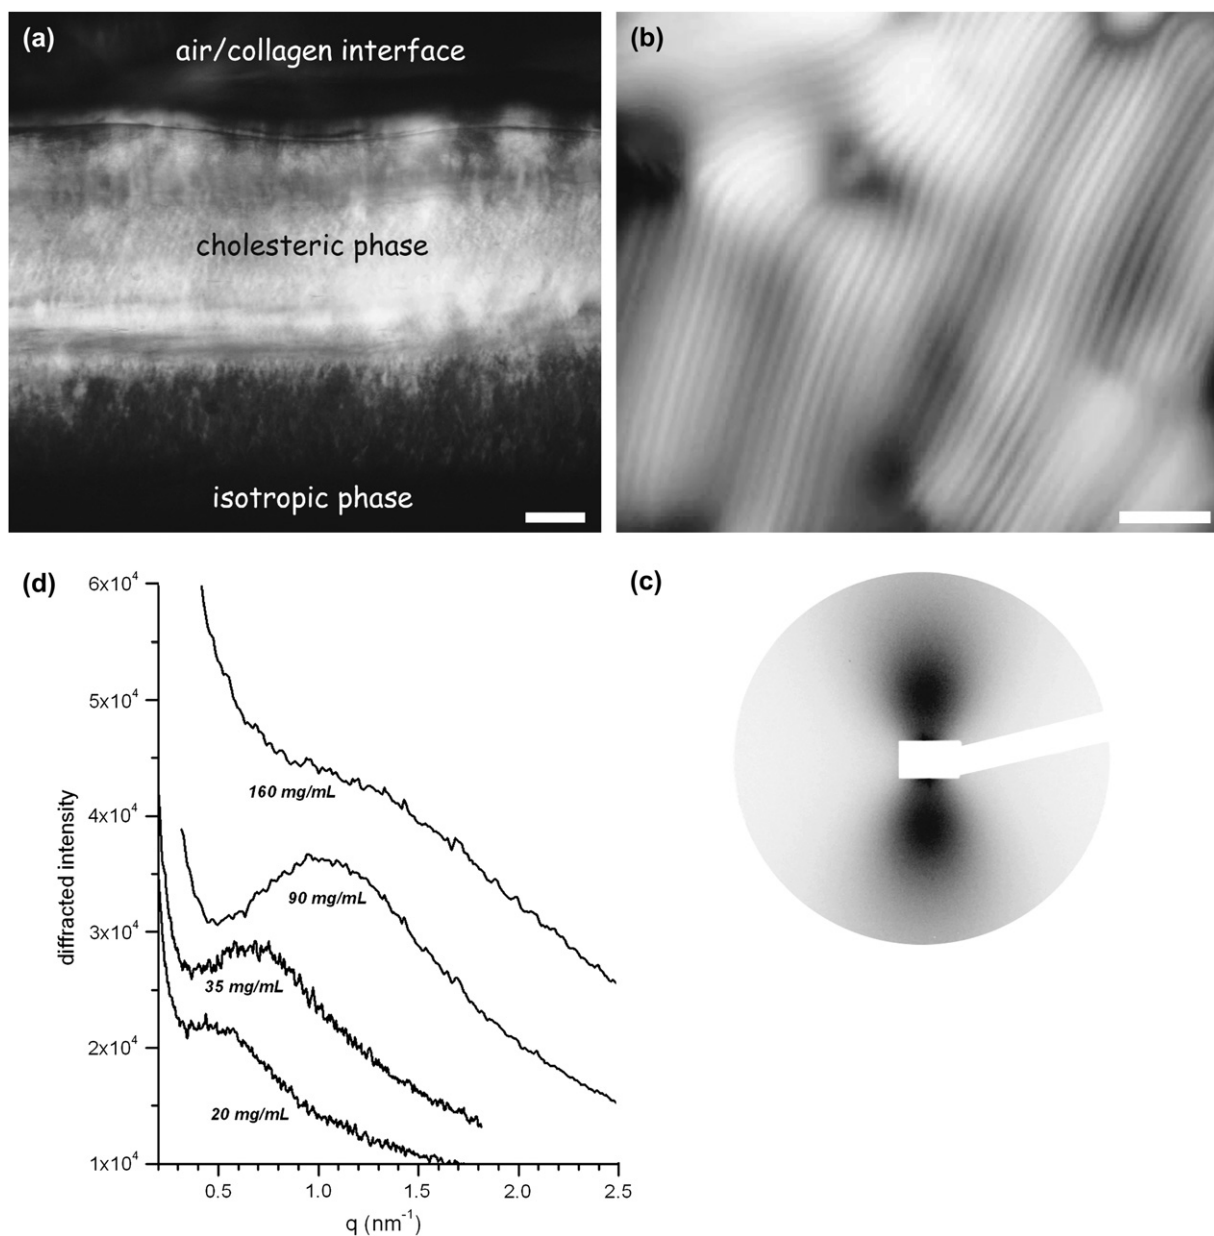 (a)
air/collagen interface
cholesteric phase
isotropic phase
(b)
(d)
6x10⁴
5x10⁴
4x10⁴
3x10⁴
2x10⁴
1x10⁴
diffracted intensity
160 mg/mL
90 mg/mL
35 mg/mL
20 mg/mL
0.5 1.0 1.5 2.0 2.5
q (nm⁻¹)
(c)